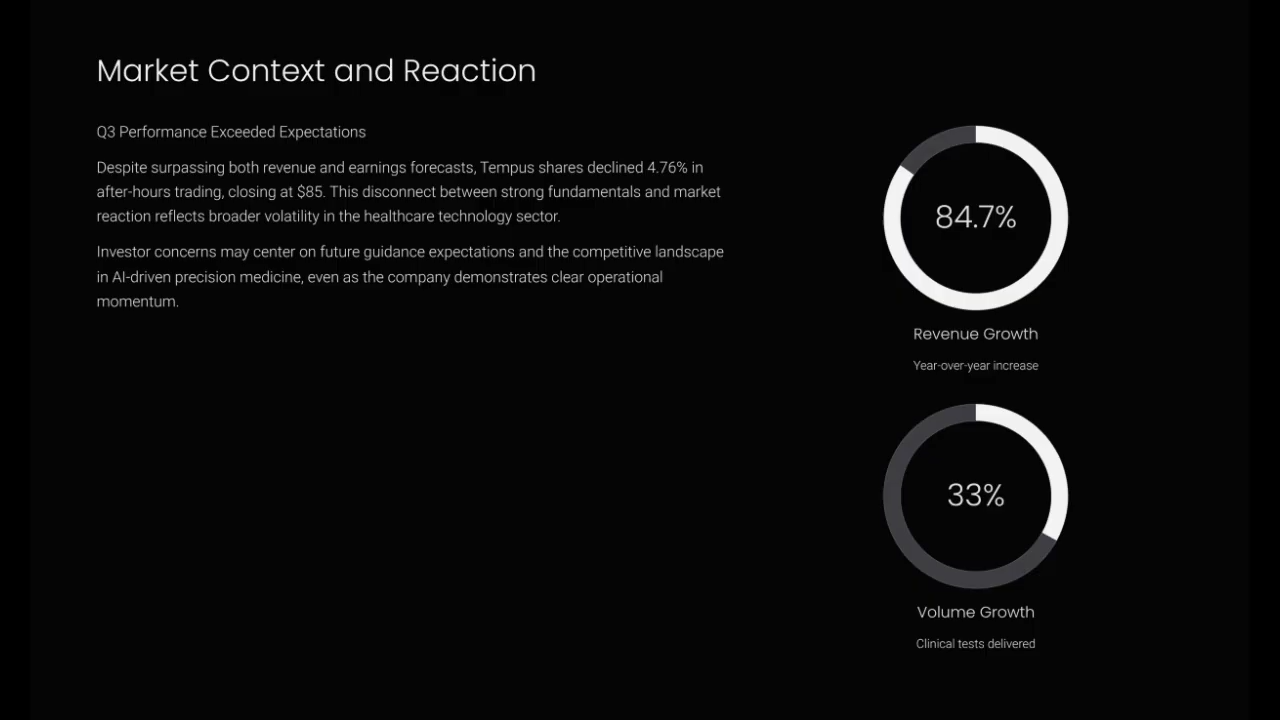 Market Context and Reaction
Q3 Performance Exceeded Expectations
Despite surpassing both revenue and earnings forecasts, Tempus shares declined 4.76% in
after-hours trading, closing at $85. This disconnect between strong fundamentals and market
reaction reflects broader volatility in the healthcare technology sector.
Investor concerns may center on future guidance expectations and the competitive landscape
in AI-driven precision medicine, even as the company demonstrates clear operational
momentum.
84.7%
Revenue Growth
Year-over-year increase
33%
Volume Growth
Clinical tests delivered